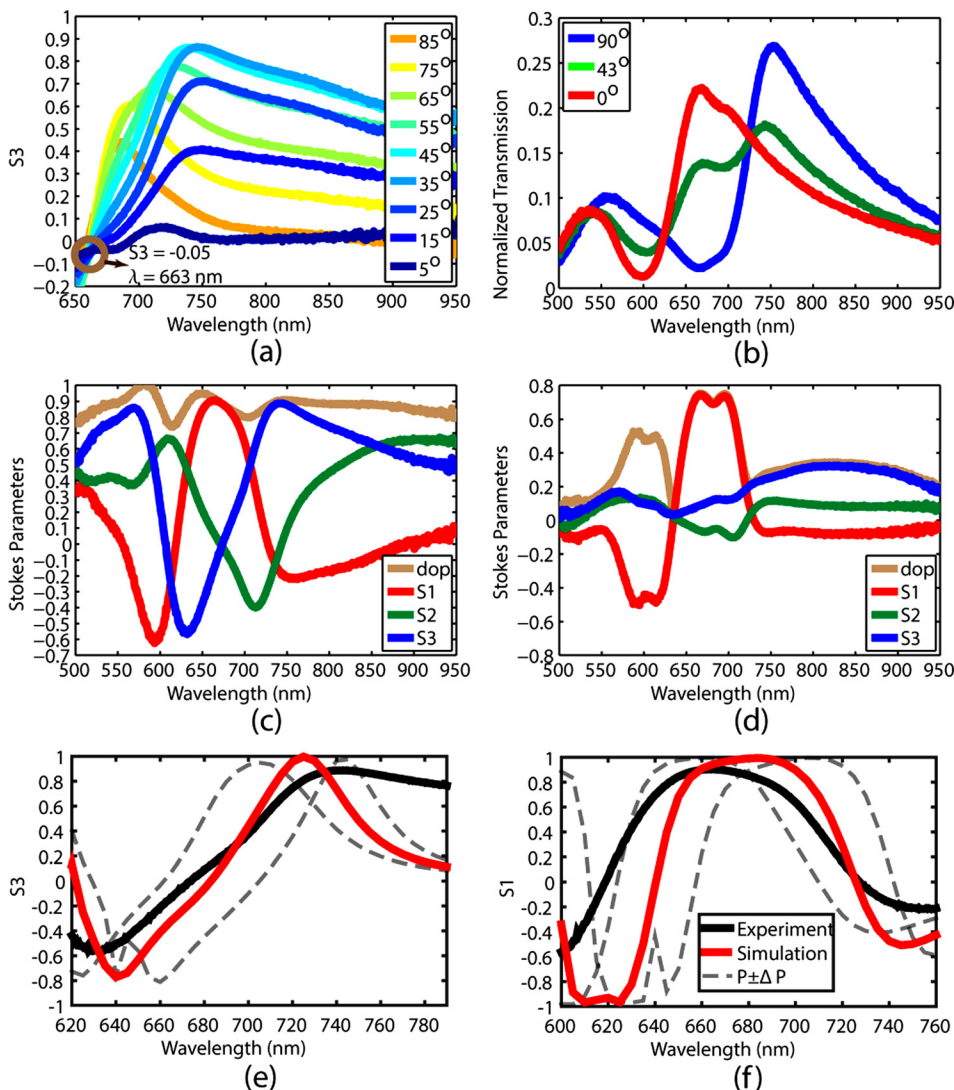 S3
0.9
0.8
0.7
0.6
0.5
0.4
0.3
0.2
0.1
0
−0.1
−0.2
650 700 750 800 850 900 950
Wavelength (nm)
85°
75°
65°
55°
45°
35°
25°
15°
5°
S3 = -0.05
λ = 663 nm
(a)
Normalized Transmission
0.3
0.25
0.2
0.15
0.1
0.05
0
500 550 600 650 700 750 800 850 900 950
Wavelength (nm)
90°
43°
0°
(b)
Stokes Parameters
1
0.9
0.7
0.6
0.5
0.4
0.3
0.1
0
−0.1
−0.2
−0.3
−0.5
−0.6
−0.7
500 550 600 650 700 750 800 850 900 950
Wavelength (nm)
dop
S1
S2
S3
(c)
Stokes Parameters
0.8
0.6
0.4
0.2
0
−0.2
−0.4
−0.6
−0.8
500 550 600 650 700 750 800 850 900 950
Wavelength (nm)
dop
S1
S2
S3
(d)
S3
1
0.8
0.6
0.4
0.2
0
-0.2
-0.4
-0.6
-0.8
-1
620 640 660 680 700 720 740 760 780
Wavelength (nm)
(e)
S1
1
0.8
0.6
0.4
0.2
0
-0.2
-0.4
-0.6
-0.8
-1
600 620 640 660 680 700 720 740 760
Wavelength (nm)
Experiment
Simulation
P±Δ P
(f)